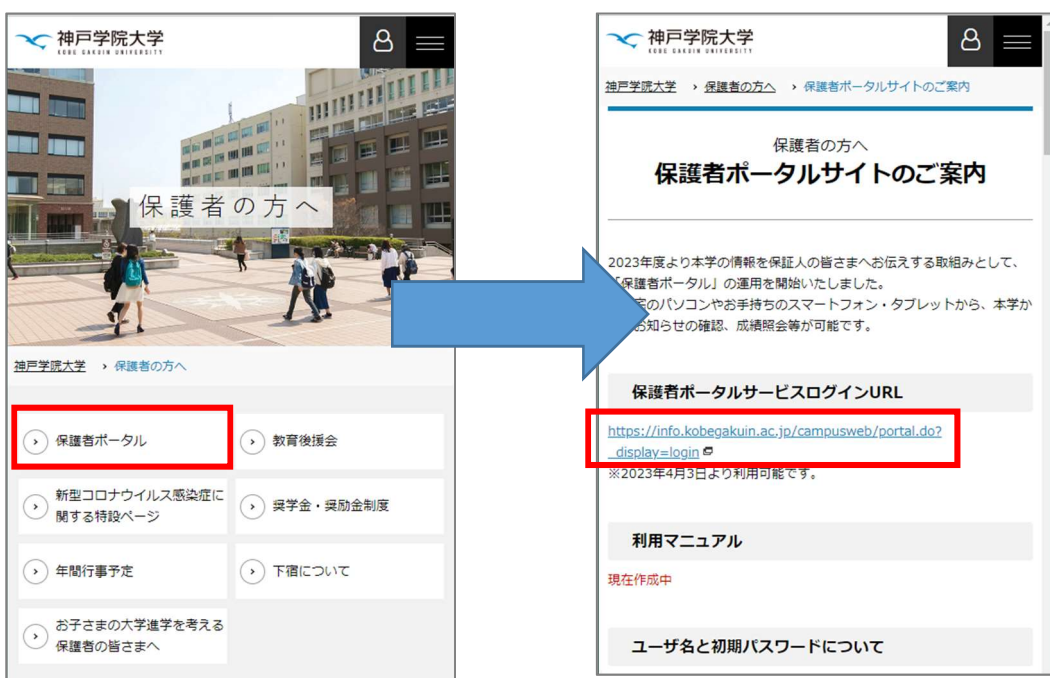 神戸学院大学
KOBE GAKUIN UNIVERSITY
保護者の方へ
神戸学院大学 › 保護者の方へ
保護者ポータル
教育後援会
新型コロナウイルス感染症に
関する特設ページ
奨学金・奨励金制度
年間行事予定
下宿について
お子さまの大学進学を考える
保護者の皆さまへ
神戸学院大学
KOBE GAKUIN UNIVERSITY
神戸学院大学 › 保護者の方へ › 保護者ポータルサイトのご案内
保護者の方へ
保護者ポータルサイトのご案内
2023年度より本学の情報を保証人の皆さまへお伝えする取組みとして、
「保護者ポータル」の運用を開始いたしました。
宅のパソコンやお手持ちのスマートフォン・タブレットから、本学か
お知らせの確認、成績照会等が可能です。
保護者ポータルサービスログインURL
https://info.kobegakuin.ac.jp/campusweb/portal.do?
_display=login
※2023年4月3日より利用可能です。
利用マニュアル
現在作成中
ユーザ名と初期パスワードについて